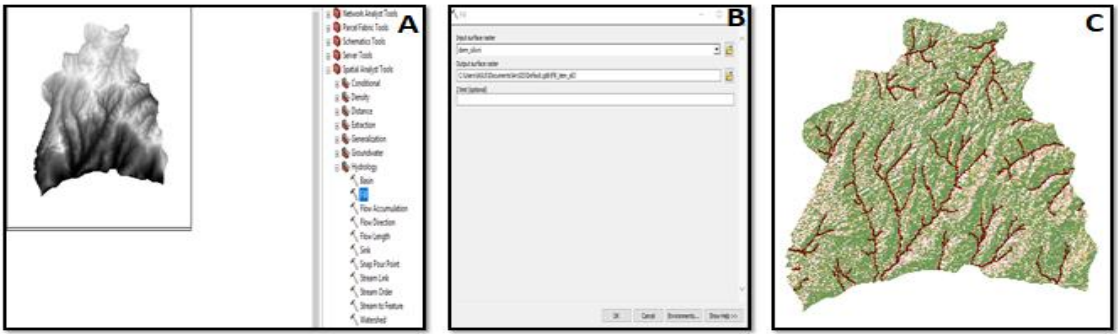 A
Network Analyst Tools
Parcel Fabric Tools
Schematics Tools
Server Tools
Spatial Analyst Tools
Conditional
Density
Distance
Extraction
Generalization
Groundwater
Hydrology
Basin
Fill
Flow Accumulation
Flow Direction
Flow Length
Sink
Snap Pour Point
Stream Link
Stream Order
Stream to Feature
Watershed
B
Fill
Input surface raster
Output surface raster
Z limit (optional)
OK
Cancel
Environments...
Show Help >>
C